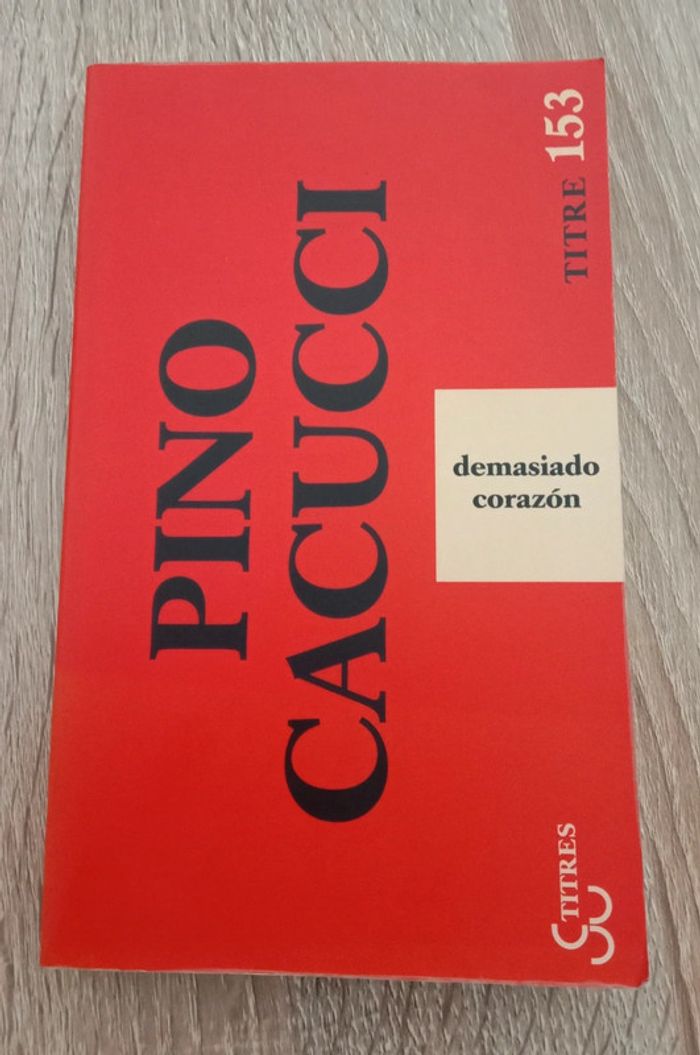 PINO
CACUCCI
demasiado
corazón
TITRE 153
TITRES